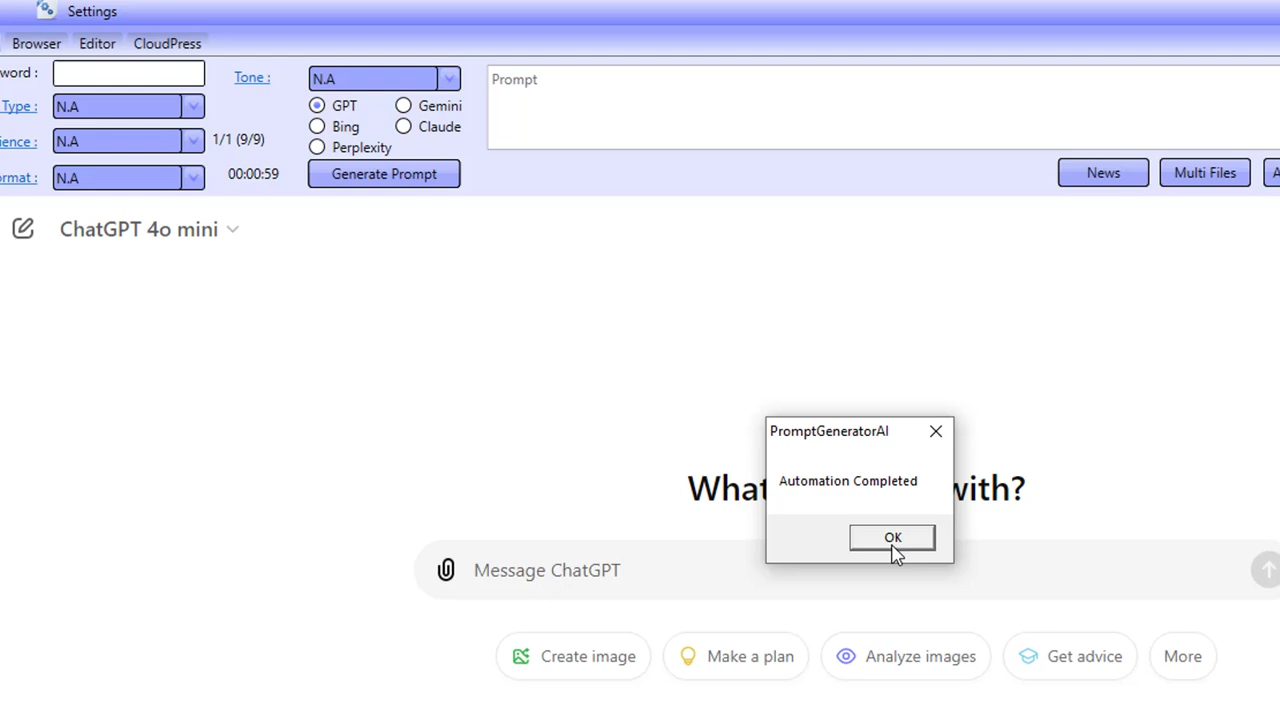 Settings
Browser Editor CloudPress
word :
Tone :
N.A
Prompt
Type :
N.A
GPT
Gemini
Bing
Claude
ience :
N.A
1/1 (9/9)
Perplexity
ormat :
N.A
00:00:59
Generate Prompt
News
Multi Files
A
ChatGPT 4o mini
PromptGeneratorAI
Automation Completed
What with?
OK
Message ChatGPT
Create image
Make a plan
Analyze images
Get advice
More